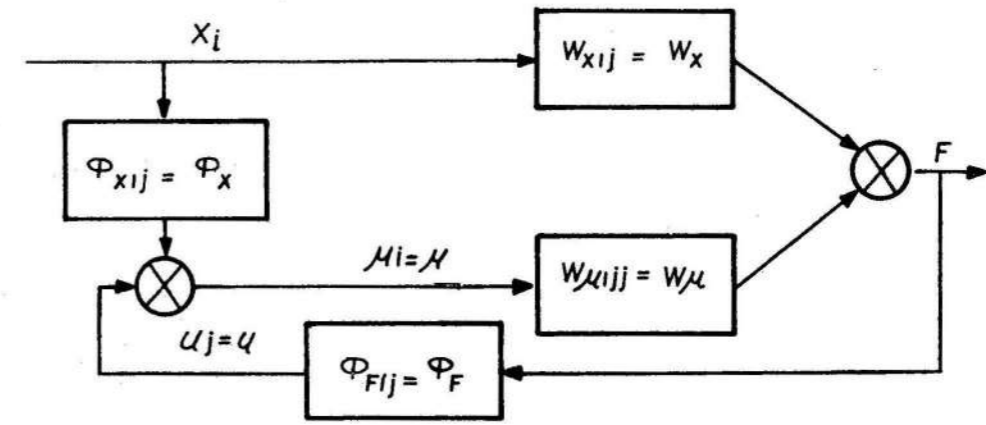 Xi
Wx1j = Wx
Φx1j = Φx
F
μi=μ
Wμ1jj = Wμ
Uj=u
ΦF1j = ΦF